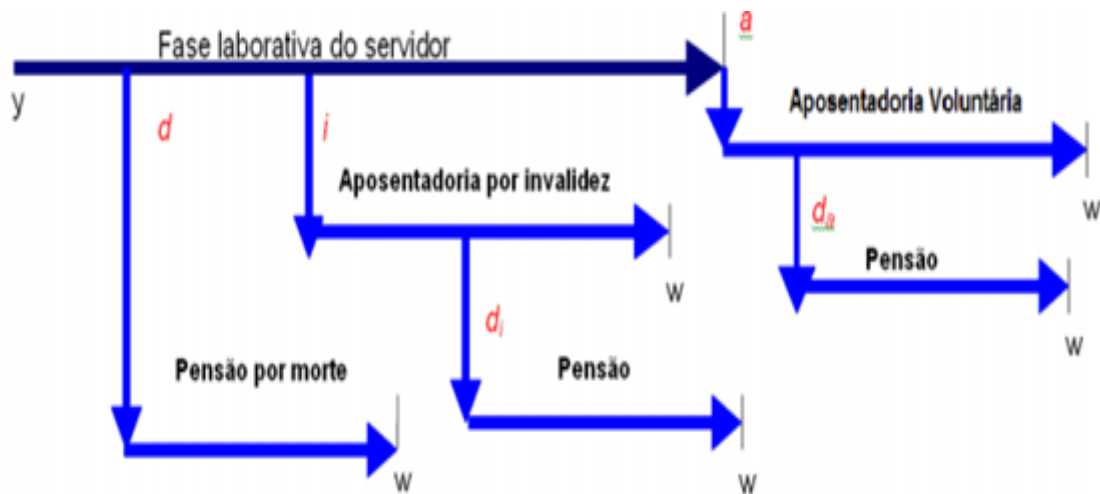 a
Fase laborativa do servidor
y
d
i
Aposentadoria Voluntária
Aposentadoria por invalidez
w
da
Pensão
w
di
w
Pensão por morte
Pensão
w
w